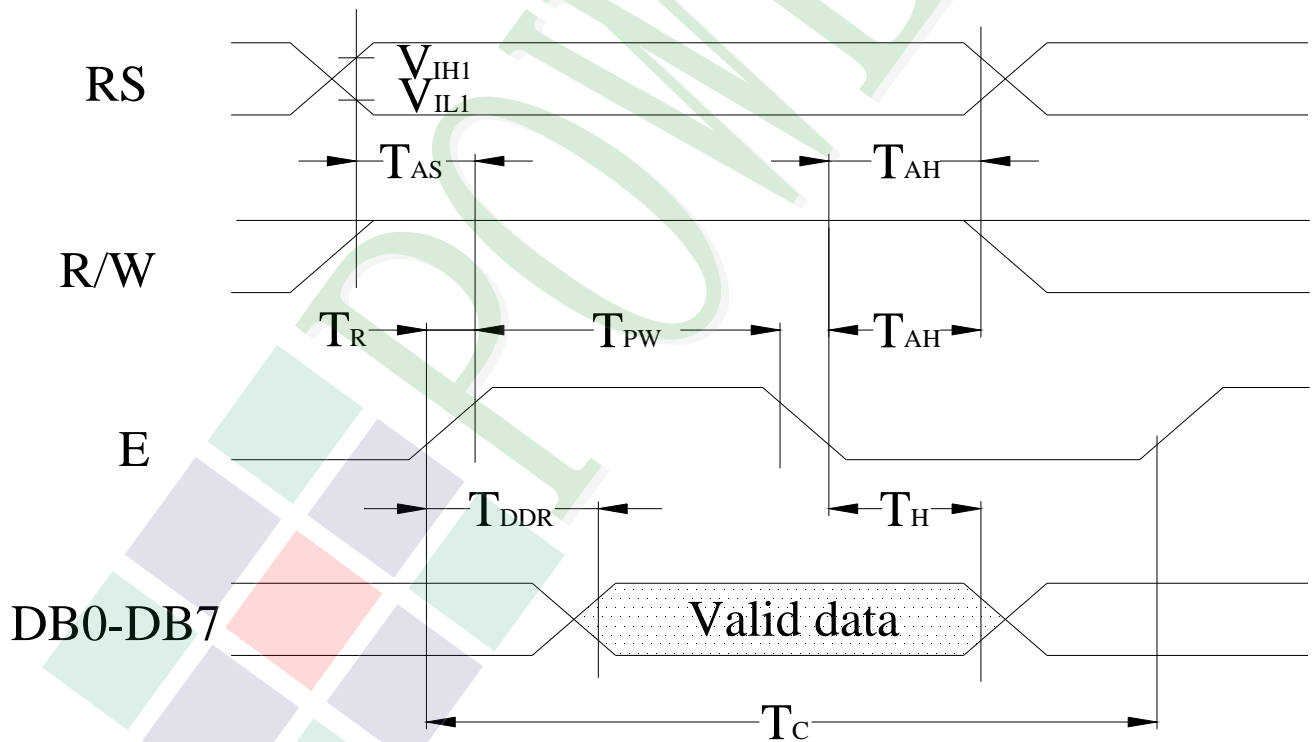 RS
VIH1
VIL1
TAS
TAH
R/W
TR
TPW
TAH
E
TDDR
TH
DB0-DB7
Valid data
TC